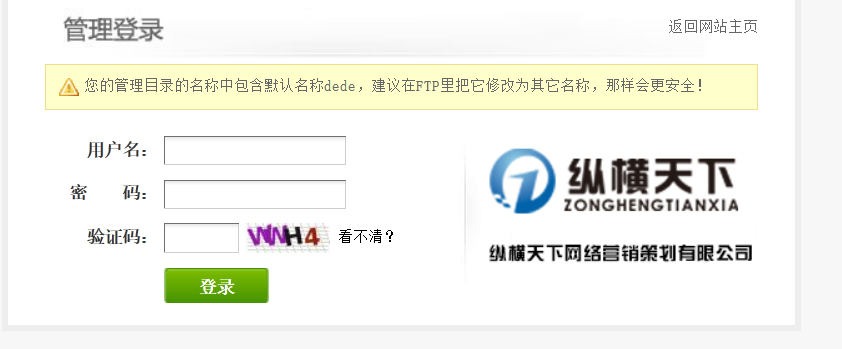 管理登录
返回网站主页
您的管理目录的名称中包含默认名称dede，建议在FTP里把它修改为其它名称，那样会更安全！
用户名：
密　　码：
验证码：
WNH4
看不清？
登录
纵横天下
ZONGHENGTIANXIA
纵横天下网络营销策划有限公司